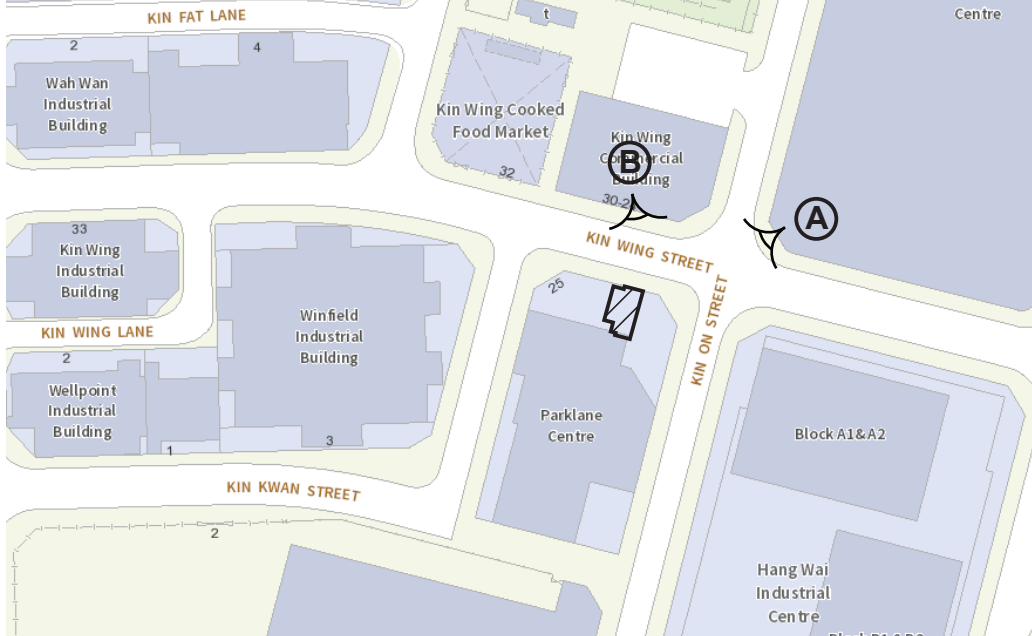 KIN FAT LANE
t
Centre
2
4
Wah Wan
Industrial
Building
Kin Wing Cooked
Food Market
32
Kin Wing
Commercial
Building
B
A
33
Kin Wing
Industrial
Building
KIN WING STREET
25
KIN ON STREET
KIN WING LANE
Winfield
Industrial
Building
2
Wellpoint
Industrial
Building
1
3
Parklane
Centre
Block A1&A2
KIN KWAN STREET
2
Hang Wai
Industrial
Centre